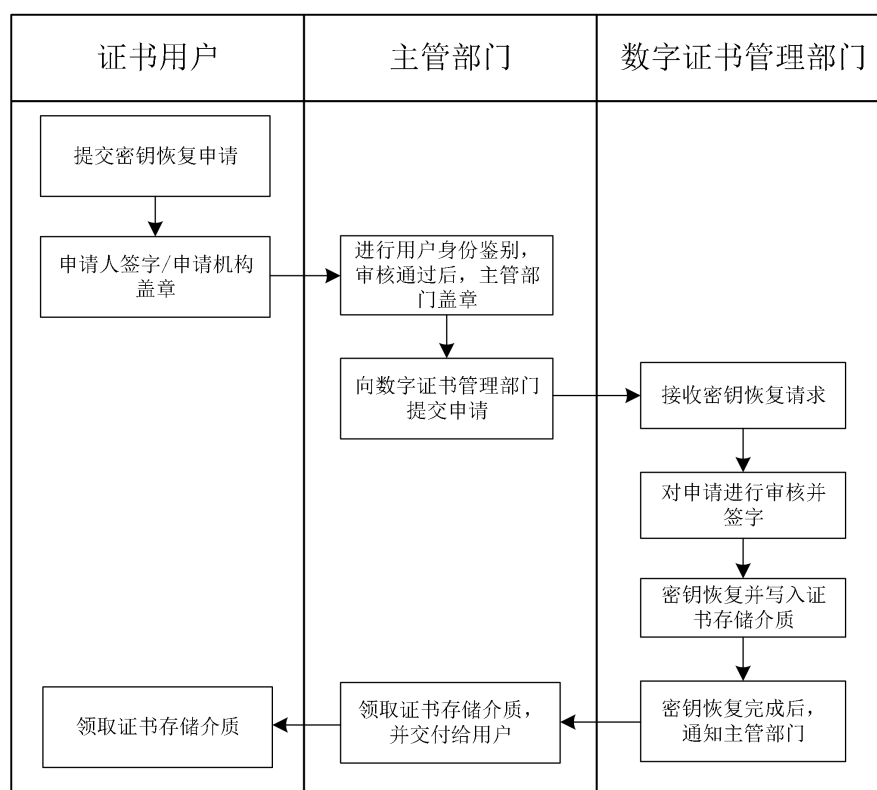 证书用户
主管部门
数字证书管理部门
提交密钥恢复申请
申请人签字/申请机构
盖章
进行用户身份鉴别，
审核通过后，主管部
门盖章
向数字证书管理部门
提交申请
接收密钥恢复请求
对申请进行审核并
签字
密钥恢复并写入证
书存储介质
密钥恢复完成后，
通知主管部门
领取证书存储介质，
并交付给用户
领取证书存储介质